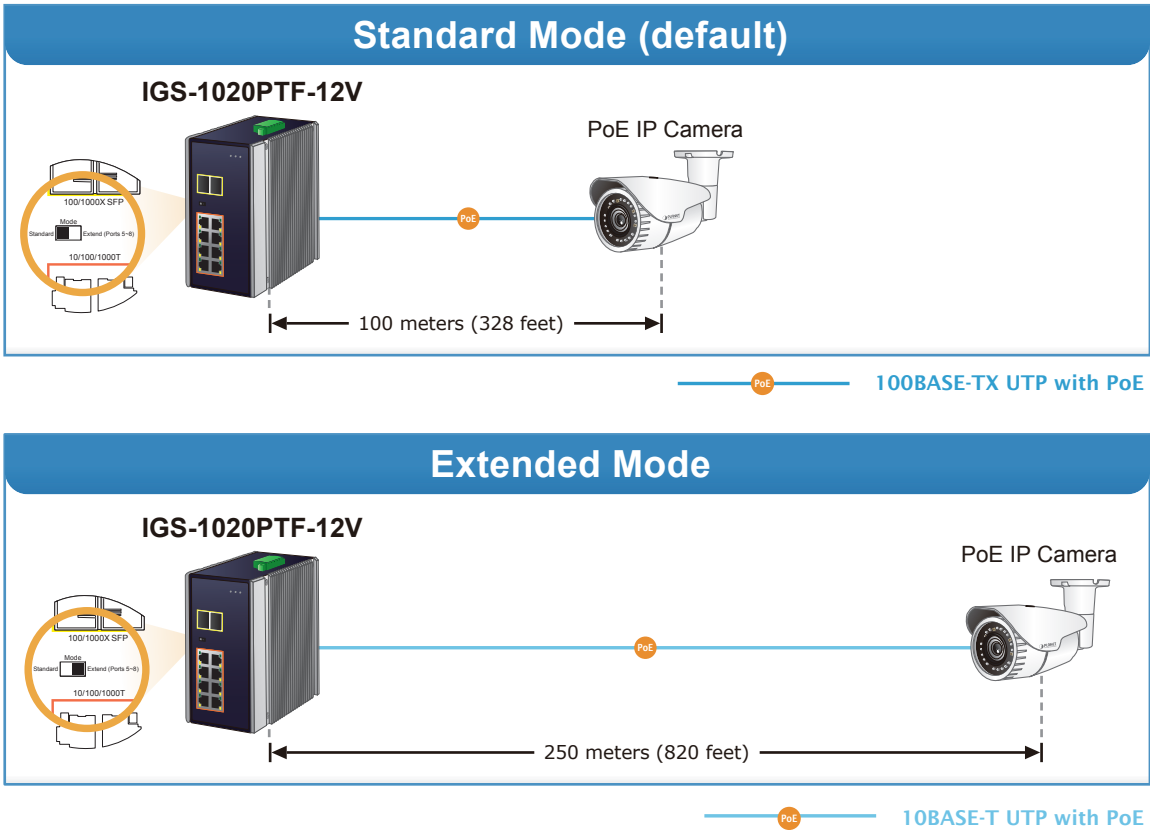 Standard Mode (default)
IGS-1020PTF-12V
PoE IP Camera
100/1000X SFP
Mode
Standard Extend (Ports 5~8)
10/100/1000T
PoE
PLANET
100 meters (328 feet)
PoE 100BASE-TX UTP with PoE
Extended Mode
IGS-1020PTF-12V
PoE IP Camera
100/1000X SFP
Mode
Standard Extend (Ports 5~8)
10/100/1000T
PoE
PLANET
250 meters (820 feet)
PoE 10BASE-T UTP with PoE